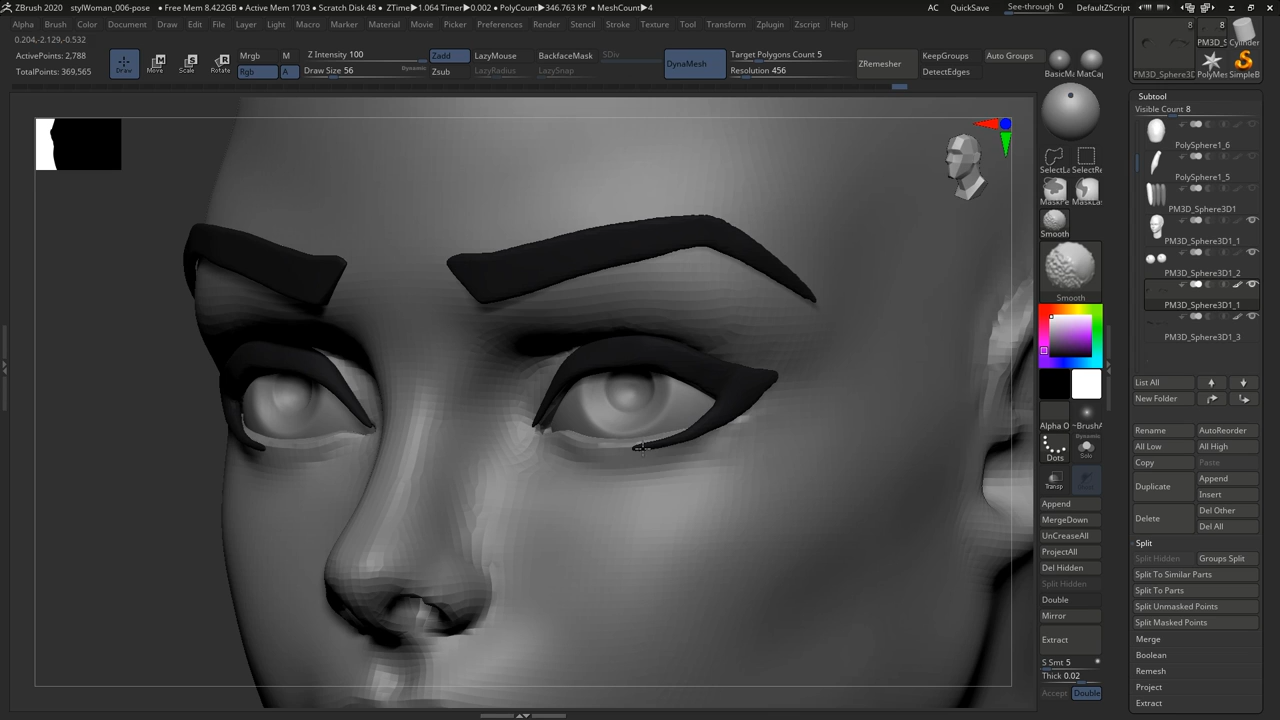 ZBrush 2020 stylWoman_006-pose • Free Mem 8.422GB • Active Mem 1703 • Scratch Disk 48 • ZTime▶1.064 Timer▶0.002 • PolyCount▶346.763 KP • MeshCount▶4 AC QuickSave See-through 0 DefaultZScript
Alpha Brush Color Document Draw Edit File Layer Light Macro Marker Material Movie Picker Preferences Render Stencil Stroke Texture Tool Transform Zplugin Zscript Help
0.204,-2.129,-0.532
ActivePoints: 2,788
TotalPoints: 369,565
Draw Move Scale Rotate
Mrgb M
Rgb A
Z Intensity 100
Draw Size 56 Dynamic
Zadd
Zsub
LazyMouse
LazyRadius
BackfaceMask
LazySnap
SDiv
DynaMesh
Target Polygons Count 5
Resolution 456
ZRemesher
KeepGroups
DetectEdges
Auto Groups
BasicMa MatCap
SelectLa SelectRe
MaskPe MaskLas
Smooth
Smooth
Alpha O ~BrushA
Dots
Dynamic
Solo
Transp
Append
MergeDown
UnCreaseAll
ProjectAll
Del Hidden
Split Hidden
Double
Mirror
Extract
S Smt 5
Thick 0.02
Accept Double
8 8
PM3D_S Cylinder
PM3D_Sphere3D PolyMes SimpleB
Subtool
Visible Count 8
PolySphere1_6
PolySphere1_5
PM3D_Sphere3D1
PM3D_Sphere3D1_1
PM3D_Sphere3D1_2
PM3D_Sphere3D1_1
PM3D_Sphere3D1_3
List All
New Folder
Rename AutoReorder
All Low All High
Copy Paste
Duplicate Append
Insert
Delete Del Other
Del All
Split
Split Hidden Groups Split
Split To Similar Parts
Split To Parts
Split Unmasked Points
Split Masked Points
Merge
Boolean
Remesh
Project
Extract